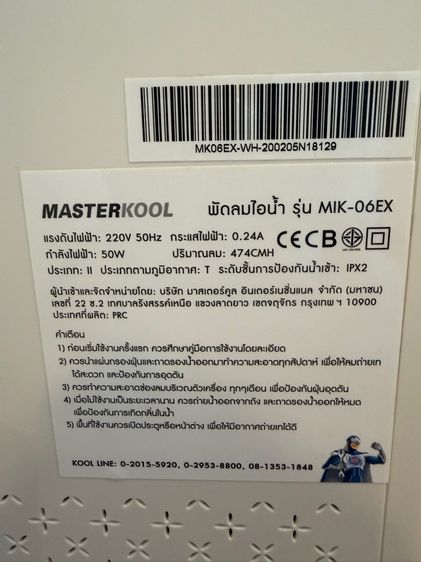 MK06EX-WH-200205N18129
MASTERKOOL พัดลมไอน้ำ รุ่น MIK-06EX
แรงดันไฟฟ้า: 220V 50Hz กระแสไฟฟ้า: 0.24A
กำลังไฟฟ้า: 50W ปริมาณลม: 474CMH
CE CB
ประเภท: II ประเภทตามภูมิอากาศ: T ระดับชั้นการป้องกันน้ำเข้า: IPX2
ผู้นำเข้าและจัดจำหน่ายโดย: บริษัท มาสเตอร์คูล อินเตอร์เนชั่นแนล จำกัด (มหาชน)
เลขที่ 22 ซ.2 เทศบาลรังสรรค์เหนือ แขวงลาดยาว เขตจตุจักร กรุงเทพ ฯ 10900
ประเทศที่ผลิต: PRC
คำเตือน
1) ก่อนเริ่มใช้งานครั้งแรก ควรศึกษาคู่มือการใช้งานโดยละเอียด
2) ควรนำแผ่นกรองฝุ่นและถาดรองน้ำออกมาทำความสะอาดทุกสัปดาห์ เพื่อให้ลมถ่ายเท
ได้สะดวก และป้องกันการอุดตัน
3) ควรทำความสะอาดช่องลมบริเวณตัวเครื่อง ทุกๆเดือน เพื่อป้องกันฝุ่นอุดตัน
4) เมื่อไม่ใช้งานเป็นระยะเวลานาน ควรถ่ายน้ำออกจากถัง และถาดรองน้ำออกให้หมด
เพื่อป้องกันการเกิดกลิ่นในน้ำ
5) พื้นที่ใช้งานควรเปิดประตูหรือหน้าต่าง เพื่อให้มีอากาศถ่ายเทได้ดี
KOOL LINE: 0-2015-5920, 0-2953-8800, 08-1353-1848